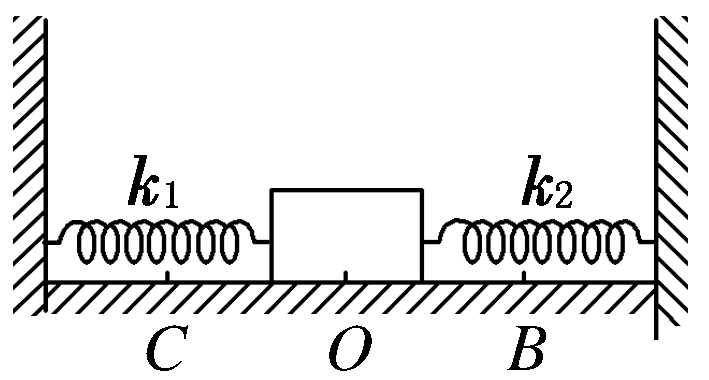 k₁ k₂
C O B